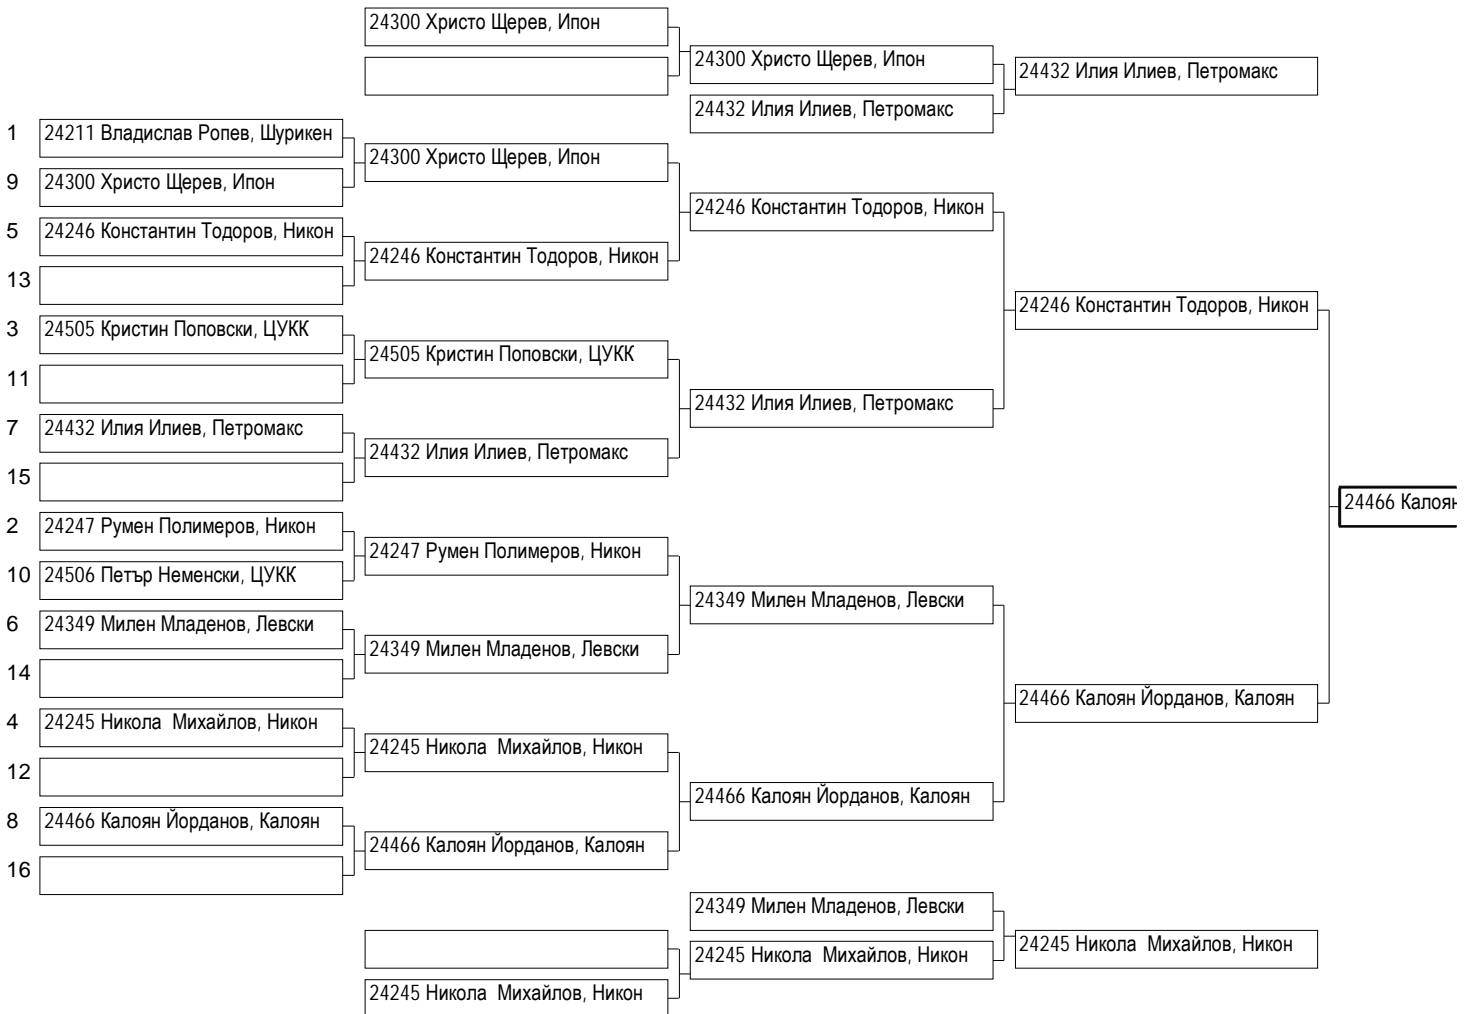 24300 Христо Щерев, Ипон
24300 Христо Щерев, Ипон
24432 Илия Илиев, Петромакс
24432 Илия Илиев, Петромакс
1 24211 Владислав Ропев, Шурикен
24300 Христо Щерев, Ипон
9 24300 Христо Щерев, Ипон
24246 Константин Тодоров, Никон
5 24246 Константин Тодоров, Никон
24246 Константин Тодоров, Никон
13
24246 Константин Тодоров, Никон
3 24505 Кристин Поповски, ЦУКК
24505 Кристин Поповски, ЦУКК
11
24432 Илия Илиев, Петромакс
7 24432 Илия Илиев, Петромакс
24432 Илия Илиев, Петромакс
15
24466 Калоян
2 24247 Румен Полимеров, Никон
24247 Румен Полимеров, Никон
10 24506 Петър Неменски, ЦУКК
24349 Милен Младенов, Левски
6 24349 Милен Младенов, Левски
24349 Милен Младенов, Левски
14
24466 Калоян Йорданов, Калоян
4 24245 Никола Михайлов, Никон
24245 Никола Михайлов, Никон
12
24466 Калоян Йорданов, Калоян
8 24466 Калоян Йорданов, Калоян
24466 Калоян Йорданов, Калоян
16
24349 Милен Младенов, Левски
24245 Никола Михайлов, Никон
24245 Никола Михайлов, Никон
24245 Никола Михайлов, Никон